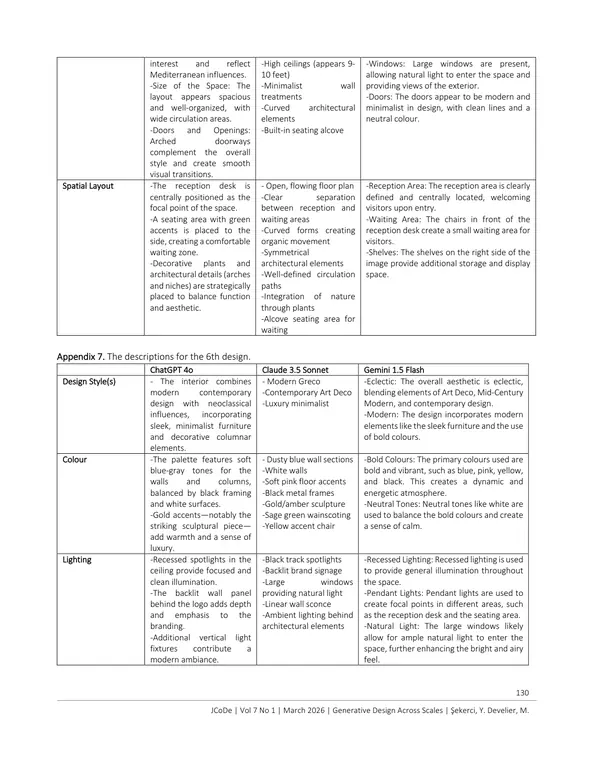 interest and reflect
Mediterranean influences.
-Size of the Space: The
layout appears spacious
and well-organized, with
wide circulation areas.
-Doors and Openings:
Arched doorways
complement the overall
style and create smooth
visual transitions.
-High ceilings (appears 9-
10 feet)
-Minimalist wall
treatments
-Curved architectural
elements
-Built-in seating alcove
-Windows: Large windows are present,
allowing natural light to enter the space and
providing views of the exterior.
-Doors: The doors appear to be modern and
minimalist in design, with clean lines and a
neutral colour.
Spatial Layout
-The reception desk is
centrally positioned as the
focal point of the space.
-A seating area with green
accents is placed to the
side, creating a comfortable
waiting zone.
-Decorative plants and
architectural details (arches
and niches) are strategically
placed to balance function
and aesthetic.
- Open, flowing floor plan
-Clear separation
between reception and
waiting areas
-Curved forms creating
organic movement
-Symmetrical
architectural elements
-Well-defined circulation
paths
-Integration of nature
through plants
-Alcove seating area for
waiting
-Reception Area: The reception area is clearly
defined and centrally located, welcoming
visitors upon entry.
-Waiting Area: The chairs in front of the
reception desk create a small waiting area for
visitors.
-Shelves: The shelves on the right side of the
image provide additional storage and display
space.
Appendix 7. The descriptions for the 6th design.
ChatGPT 4o
Claude 3.5 Sonnet
Gemini 1.5 Flash
Design Style(s)
- The interior combines
modern contemporary
design with neoclassical
influences, incorporating
sleek, minimalist furniture
and decorative columnar
elements.
- Modern Greco
-Contemporary Art Deco
-Luxury minimalist
-Eclectic: The overall aesthetic is eclectic,
blending elements of Art Deco, Mid-Century
Modern, and contemporary design.
-Modern: The design incorporates modern
elements like the sleek furniture and the use
of bold colours.
Colour
-The palette features soft
blue-gray tones for the
walls and columns,
balanced by black framing
and white surfaces.
-Gold accents—notably the
striking sculptural piece—
add warmth and a sense of
luxury.
- Dusty blue wall sections
-White walls
-Soft pink floor accents
-Black metal frames
-Gold/amber sculpture
-Sage green wainscoting
-Yellow accent chair
-Bold Colours: The primary colours used are
bold and vibrant, such as blue, pink, yellow,
and black. This creates a dynamic and
energetic atmosphere.
-Neutral Tones: Neutral tones like white are
used to balance the bold colours and create
a sense of calm.
Lighting
-Recessed spotlights in the
ceiling provide focused and
clean illumination.
-The backlit wall panel
behind the logo adds depth
and emphasis to the
branding.
-Additional vertical light
fixtures contribute a
modern ambiance.
-Black track spotlights
-Backlit brand signage
-Large windows
providing natural light
-Linear wall sconce
-Ambient lighting behind
architectural elements
-Recessed Lighting: Recessed lighting is used
to provide general illumination throughout
the space.
-Pendant Lights: Pendant lights are used to
create focal points in different areas, such
as the reception desk and the seating area.
-Natural Light: The large windows likely
allow for ample natural light to enter the
space, further enhancing the bright and airy
feel.
130
JCoDe | Vol 7 No 1 | March 2026 | Generative Design Across Scales | Şekerci, Y. Develier, M.